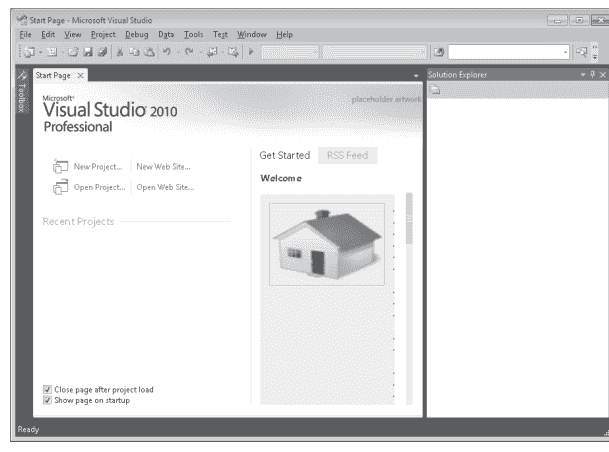 Start Page - Microsoft Visual Studio
File Edit View Project Debug Data Tools Test Window Help
Toolbox
Start Page
Solution Explorer
Microsoft®
Visual Studio 2010
Professional
placeholder artwork
New Project... New Web Site...
Open Project... Open Web Site...
Recent Projects
Get Started RSS Feed
Welcome
Close page after project load
Show page on startup
Ready